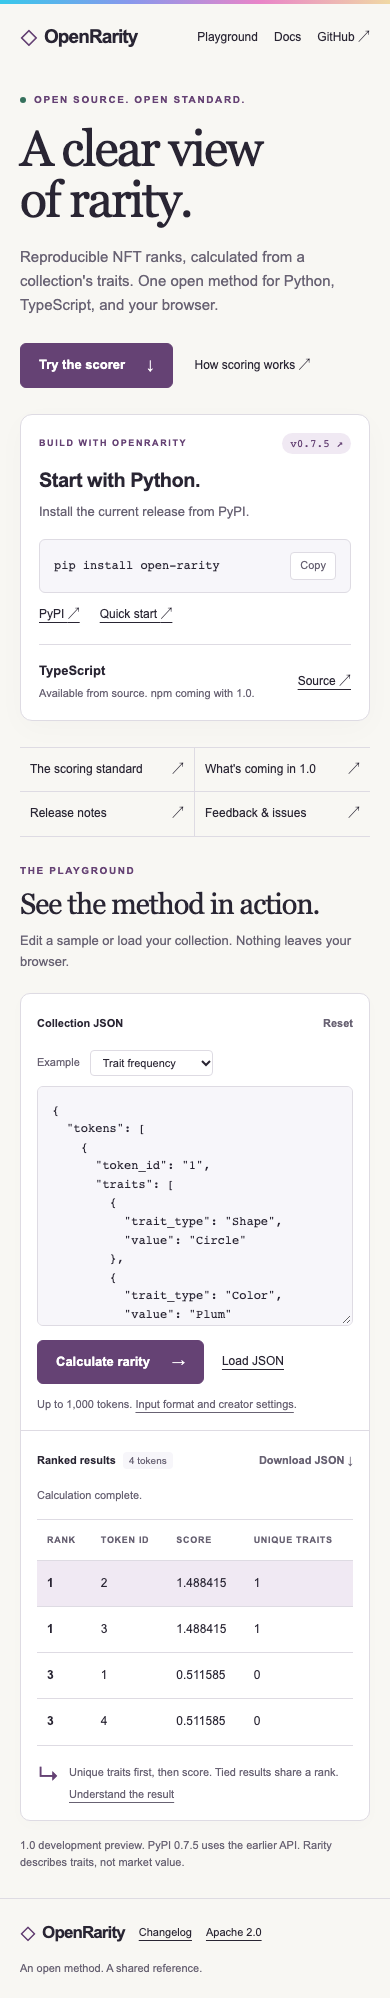 OpenRarity
Playground Docs GitHub ↗
OPEN SOURCE. OPEN STANDARD.
A clear view
of rarity.
Reproducible NFT ranks, calculated from a
collection's traits. One open method for Python,
TypeScript, and your browser.
Try the scorer ↓ How scoring works ↗
BUILD WITH OPENRARITY v0.7.5 ↗
Start with Python.
Install the current release from PyPI.
pip install open-rarity Copy
PyPI ↗ Quick start ↗
TypeScript
Available from source. npm coming with 1.0.
Source ↗
The scoring standard ↗ What's coming in 1.0 ↗
Release notes ↗ Feedback & issues ↗
THE PLAYGROUND
See the method in action.
Edit a sample or load your collection. Nothing leaves your
browser.
Collection JSON Reset
Example Trait frequency
{
"tokens": [
{
"token_id": "1",
"traits": [
{
"trait_type": "Shape",
"value": "Circle"
},
{
"trait_type": "Color",
"value": "Plum"
Calculate rarity → Load JSON
Up to 1,000 tokens. Input format and creator settings.
Ranked results 4 tokens Download JSON ↓
Calculation complete.
RANK TOKEN ID SCORE UNIQUE TRAITS
1 2 1.488415 1
1 3 1.488415 1
3 1 0.511585 0
3 4 0.511585 0
Unique traits first, then score. Tied results share a rank.
Understand the result
1.0 development preview. PyPI 0.7.5 uses the earlier API. Rarity
describes traits, not market value.
OpenRarity Changelog Apache 2.0
An open method. A shared reference.